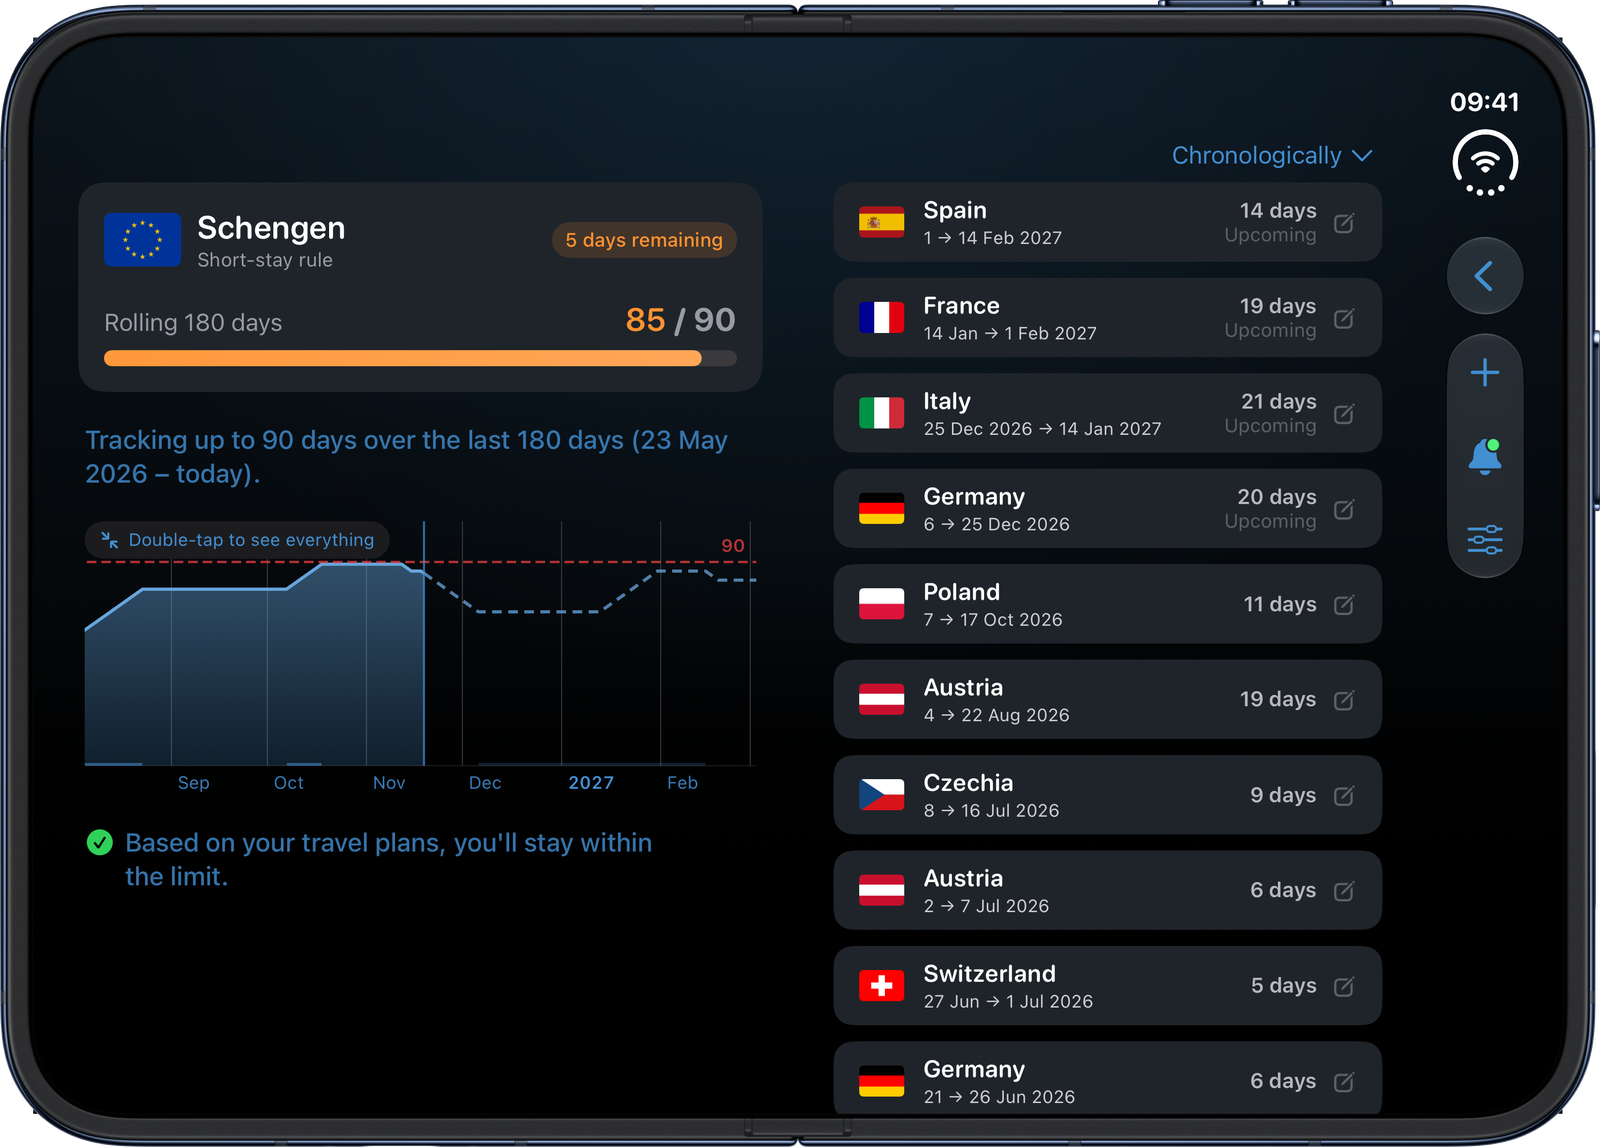 09:41
Chronologically
Schengen
Short-stay rule
5 days remaining
Rolling 180 days
85 / 90
Tracking up to 90 days over the last 180 days (23 May
2026 – today).
Double-tap to see everything
90
Sep Oct Nov Dec 2027 Feb
Based on your travel plans, you'll stay within
the limit.
Spain
1 → 14 Feb 2027
14 days
Upcoming
France
14 Jan → 1 Feb 2027
19 days
Upcoming
Italy
25 Dec 2026 → 14 Jan 2027
21 days
Upcoming
Germany
6 → 25 Dec 2026
20 days
Upcoming
Poland
7 → 17 Oct 2026
11 days
Austria
4 → 22 Aug 2026
19 days
Czechia
8 → 16 Jul 2026
9 days
Austria
2 → 7 Jul 2026
6 days
Switzerland
27 Jun → 1 Jul 2026
5 days
Germany
21 → 26 Jun 2026
6 days